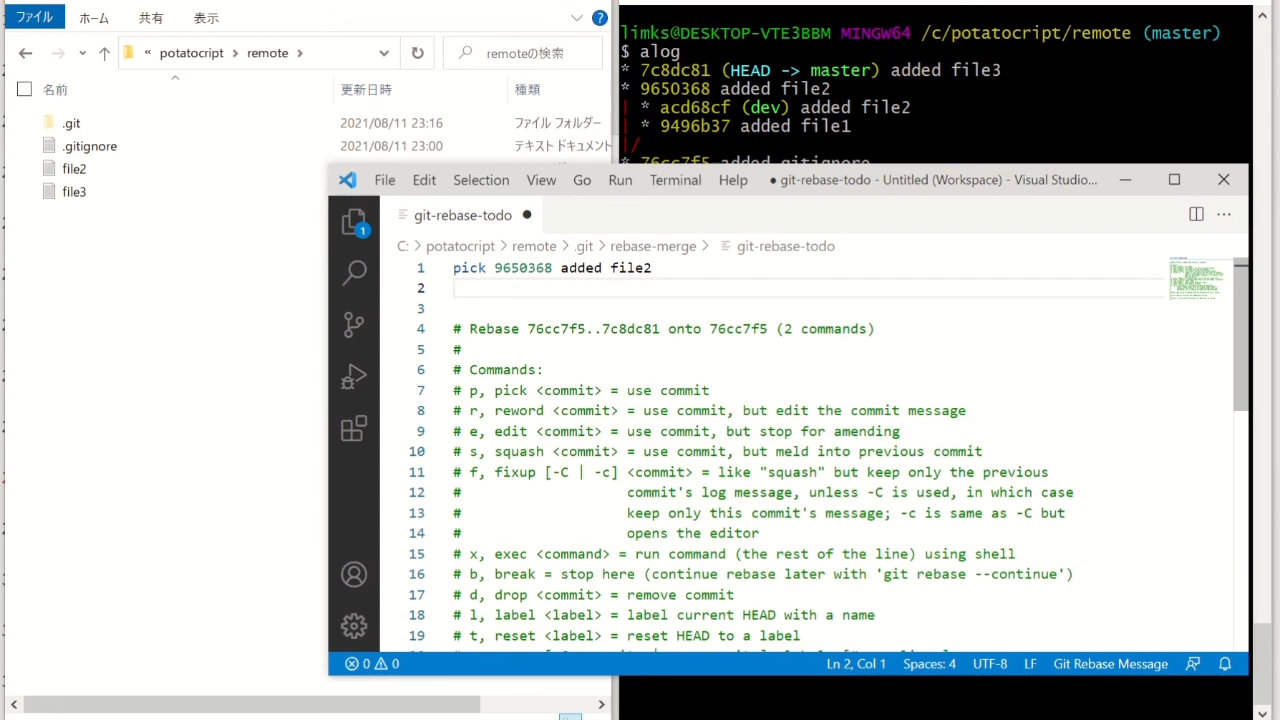 ファイル ホーム 共有 表示
« potatocript > remote > remoteの検索
名前 更新日時 種類
.git 2021/08/11 23:16 ファイル フォルダー
.gitignore 2021/08/11 23:00 テキスト ドキュメント
file2
file3
limks@DESKTOP-VTE3BBM MINGW64 /c/potatocript/remote (master)
$ alog
* 7c8dc81 (HEAD -> master) added file3
* 9650368 added file2
| * acd68cf (dev) added file2
| * 9496b37 added file1
|/
* 76cc7f5 added gitignore
File Edit Selection View Go Run Terminal Help ● git-rebase-todo - Untitled (Workspace) - Visual Studio...
1
git-rebase-todo ●
C: > potatocript > remote > .git > rebase-merge > git-rebase-todo
1 pick 9650368 added file2
2
3
4 # Rebase 76cc7f5..7c8dc81 onto 76cc7f5 (2 commands)
5 #
6 # Commands:
7 # p, pick <commit> = use commit
8 # r, reword <commit> = use commit, but edit the commit message
9 # e, edit <commit> = use commit, but stop for amending
10 # s, squash <commit> = use commit, but meld into previous commit
11 # f, fixup [-C | -c] <commit> = like "squash" but keep only the previous
12 # commit's log message, unless -C is used, in which case
13 # keep only this commit's message; -c is same as -C but
14 # opens the editor
15 # x, exec <command> = run command (the rest of the line) using shell
16 # b, break = stop here (continue rebase later with 'git rebase --continue')
17 # d, drop <commit> = remove commit
18 # l, label <label> = label current HEAD with a name
19 # t, reset <label> = reset HEAD to a label
0 0 Ln 2, Col 1 Spaces: 4 UTF-8 LF Git Rebase Message